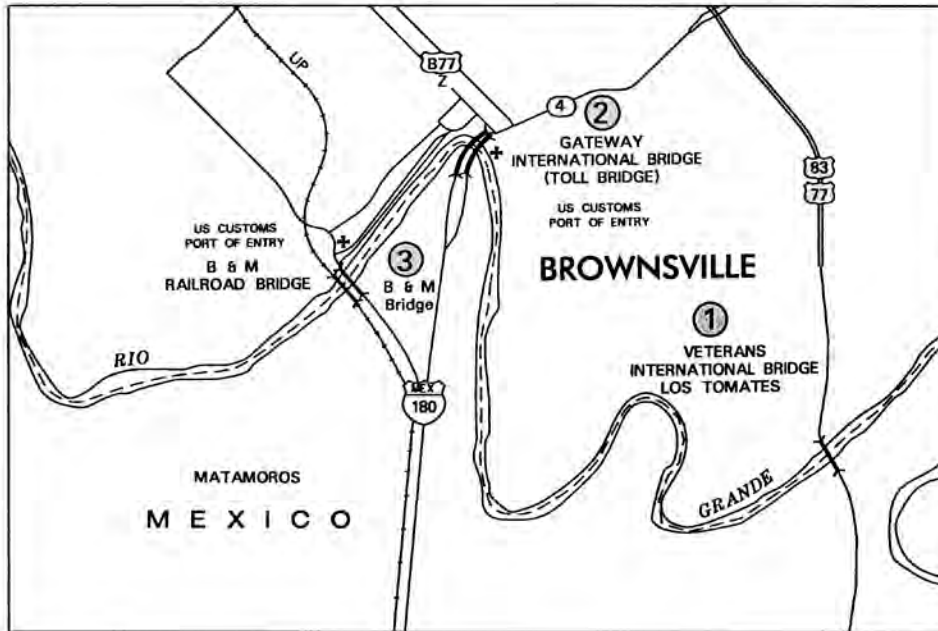 UP
B77
Z
4
2
GATEWAY
INTERNATIONAL BRIDGE
(TOLL BRIDGE)
83
77
US CUSTOMS
PORT OF ENTRY
US CUSTOMS
PORT OF ENTRY
B & M
RAILROAD BRIDGE
3
B & M
Bridge
BROWNSVILLE
1
VETERANS
INTERNATIONAL BRIDGE
LOS TOMATES
RIO
MEX
180
MATAMOROS
MEXICO
GRANDE